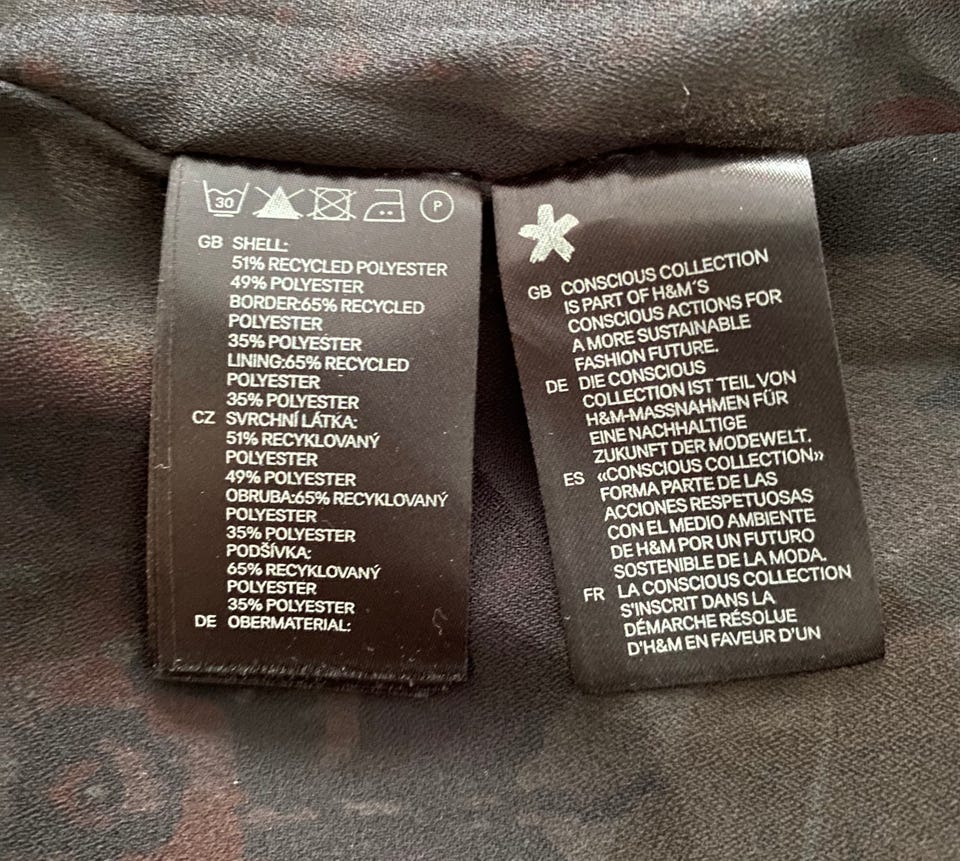 30
P
GB SHELL:
51% RECYCLED POLYESTER
49% POLYESTER
BORDER:65% RECYCLED
POLYESTER
35% POLYESTER
LINING:65% RECYCLED
POLYESTER
35% POLYESTER
CZ SVRCHNÍ LÁTKA:
51% RECYKLOVANÝ
POLYESTER
49% POLYESTER
OBRUBA:65% RECYKLOVANÝ
POLYESTER
35% POLYESTER
PODŠÍVKA:
65% RECYKLOVANÝ
POLYESTER
35% POLYESTER
DE OBERMATERIAL:
GB CONSCIOUS COLLECTION
IS PART OF H&M´S
CONSCIOUS ACTIONS FOR
A MORE SUSTAINABLE
FASHION FUTURE.
DE DIE CONSCIOUS
COLLECTION IST TEIL VON
H&M-MASSNAHMEN FÜR
EINE NACHHALTIGE
ZUKUNFT DER MODEWELT.
ES «CONSCIOUS COLLECTION»
FORMA PARTE DE LAS
ACCIONES RESPETUOSAS
CON EL MEDIO AMBIENTE
DE H&M POR UN FUTURO
SOSTENIBLE DE LA MODA.
FR LA CONSCIOUS COLLECTION
S'INSCRIT DANS LA
DÉMARCHE RÉSOLUE
D'H&M EN FAVEUR D'UN